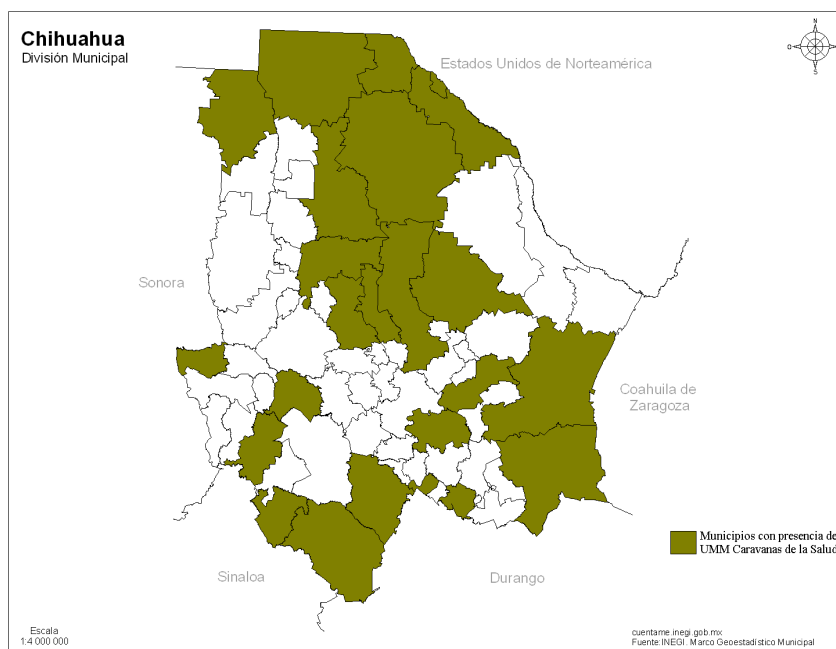 Chihuahua
División Municipal
N
O
E
S
Estados Unidos de Norteamérica
Sonora
Coahuila de
Zaragoza
Municipios con presencia de
UMM Caravanas de la Salud
Sinaloa
Durango
Escala
1:4 000 000
cuentame.inegi.gob.mx
Fuente:INEGI. Marco Geoestadístico Municipal